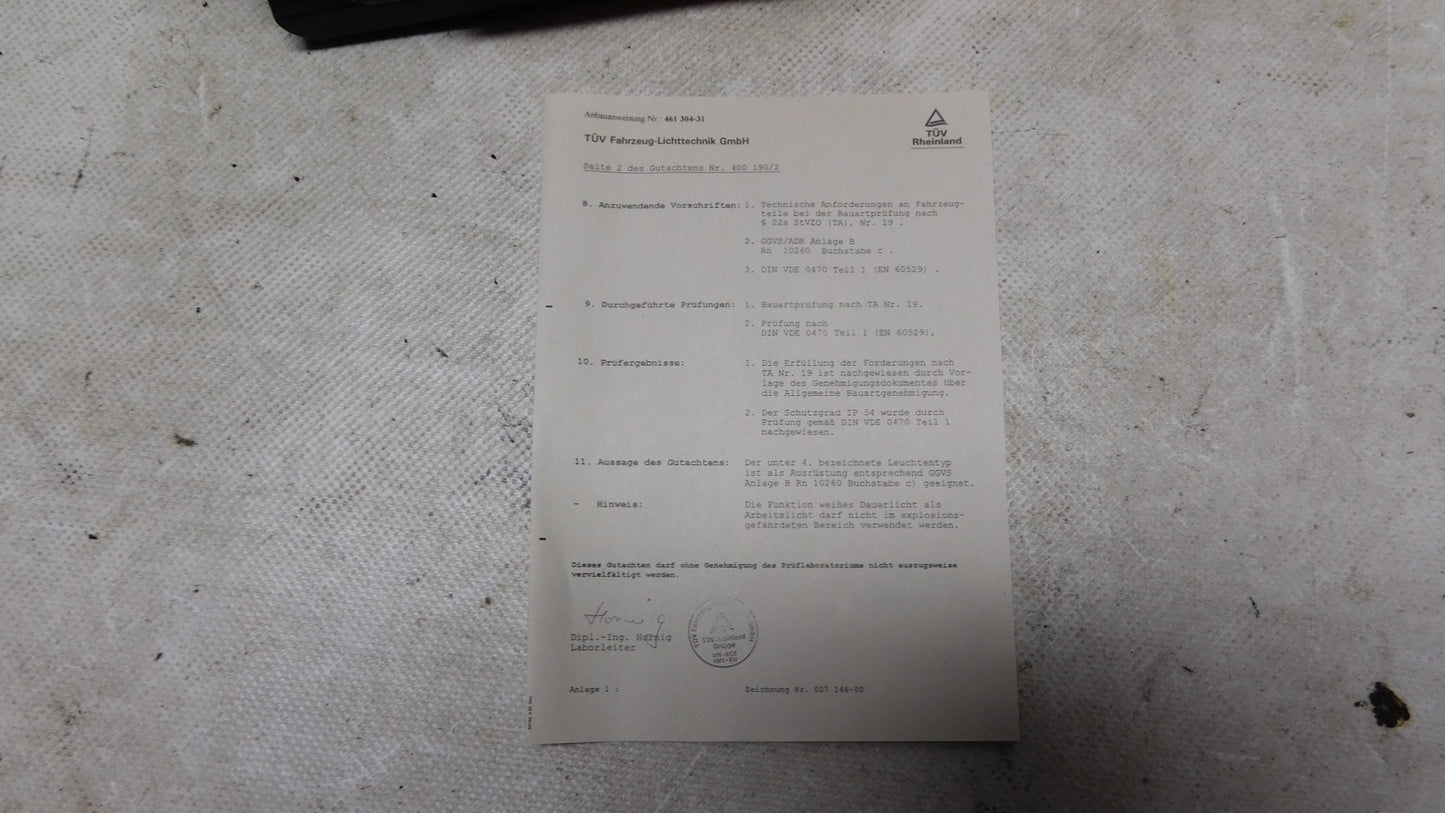 Anbauanweisung Nr.: 461 304-31
TÜV Fahrzeug-Lichttechnik GmbH
TÜV
Rheinland
Seite 2 des Gutachtens Nr. 400 190/2
8. Anzuwendende Vorschriften: 1. Technische Anforderungen an Fahrzeug-
teile bei der Bauartprüfung nach
§ 22a StVZO (TA), Nr. 19 .
2. GGVS/ADR Anlage B
Rn 10260 Buchstabe c .
3. DIN VDE 0470 Teil 1 (EN 60529) .
9. Durchgeführte Prüfungen: 1. Bauartprüfung nach TA Nr. 19.
2. Prüfung nach
DIN VDE 0470 Teil 1 (EN 60529),
10. Prüfergebnisse: 1. Die Erfüllung der Forderungen nach
TA Nr. 19 ist nachgewiesen durch Vor-
lage des Genehmigungsdokumentes über
die Allgemeine Bauartgenehmigung.
2. Der Schutzgrad IP 54 wurde durch
Prüfung gemäß DIN VDE 0470 Teil 1
nachgewiesen.
11. Aussage des Gutachtens: Der unter 4. bezeichnete Leuchtentyp
ist als Ausrüstung entsprechend GGVS
Anlage B Rn 10260 Buchstabe c) geeignet.
- Hinweis: Die Funktion weißes Dauerlicht als
Arbeitslicht darf nicht im explosions-
gefährdeten Bereich verwendet werden.
Dieses Gutachten darf ohne Genehmigung des Prüflaboratoriums nicht auszugsweise
vervielfältigt werden.
Hornig
Dipl.-Ing. Hornig
Laborleiter
TÜV Rheinland
Gruppe
Anlage 1 : Zeichnung Nr. 007 146-00